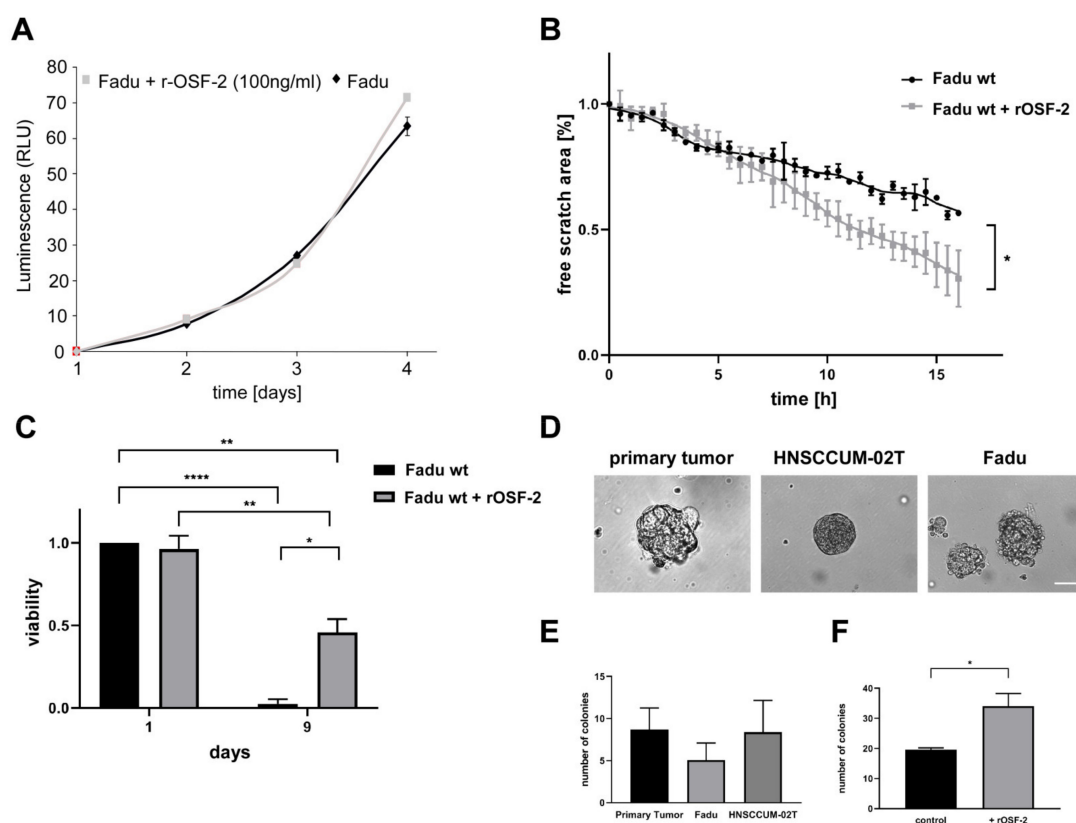 A
Fadu + r-OSF-2 (100ng/ml)
Fadu
Luminescence (RLU)
80
70
60
50
40
30
20
10
0
1 2 3 4
time [days]
B
Fadu wt
Fadu wt + rOSF-2
free scratch area [%]
1.0
0.5
0.0
0 5 10 15
time [h]
*
C
Fadu wt
Fadu wt + rOSF-2
**
****
**
*
viability
1.0
0.5
0.0
1 9
days
D
primary tumor HNSCCUM-02T Fadu
E
number of colonies
15
10
5
0
Primary Tumor Fadu HNSCCUM-02T
F
*
number of colonies
40
30
20
10
0
control + rOSF-2